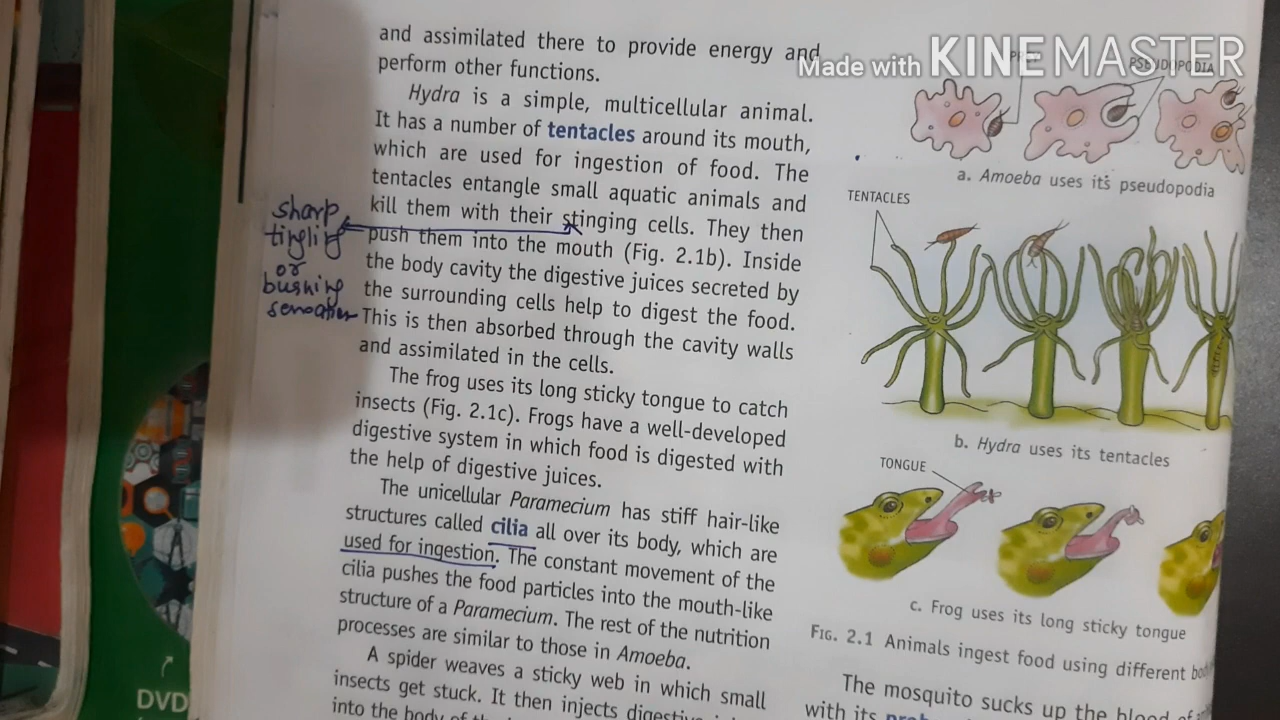 Made with KINEMASTER
and assimilated there to provide energy and
perform other functions.
Hydra is a simple, multicellular animal.
It has a number of tentacles around its mouth,
which are used for ingestion of food. The
tentacles entangle small aquatic animals and
kill them with their stinging cells. They then
push them into the mouth (Fig. 2.1b). Inside
the body cavity the digestive juices secreted by
the surrounding cells help to digest the food.
This is then absorbed through the cavity walls
and assimilated in the cells.
The frog uses its long sticky tongue to catch
insects (Fig. 2.1c). Frogs have a well-developed
digestive system in which food is digested with
the help of digestive juices.
The unicellular Paramecium has stiff hair-like
structures called cilia all over its body, which are
used for ingestion. The constant movement of the
cilia pushes the food particles into the mouth-like
structure of a Paramecium. The rest of the nutrition
processes are similar to those in Amoeba.
A spider weaves a sticky web in which small
insects get stuck. It then injects digestive
into the body of
sharp
tingling
or
PSEUDOPODIA
a. Amoeba uses its pseudopodia
TENTACLES
b. Hydra uses its tentacles
TONGUE
c. Frog uses its long sticky tongue
FIG. 2.1 Animals ingest food using different
The mosquito sucks up the blood of
with its
DVD